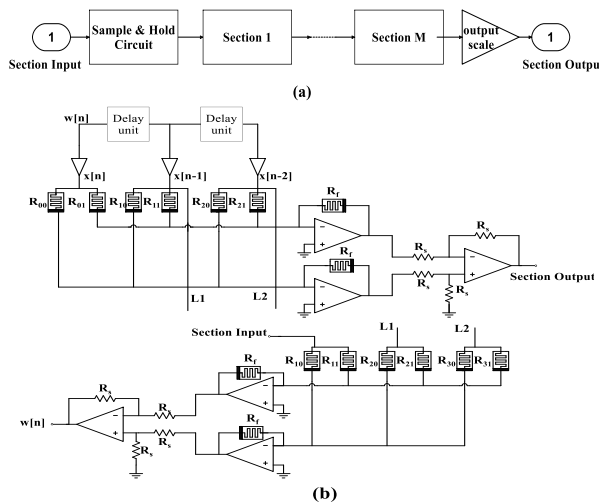 1
Sample & Hold
Circuit
Section 1
Section M
output
scale
1
Section Input
Section Outpu
(a)
w[n]
Delay
unit
Delay
unit
x[n]
x[n-1]
x[n-2]
R00
R01
R10
R11
R20
R21
Rf
Rf
Rs
Rs
Rs
Rs
L1
L2
Section Output
Section Input
L1
L2
R10
R11
R20
R21
R30
R31
Rf
Rf
Rs
Rs
Rs
Rs
w[n]
(b)